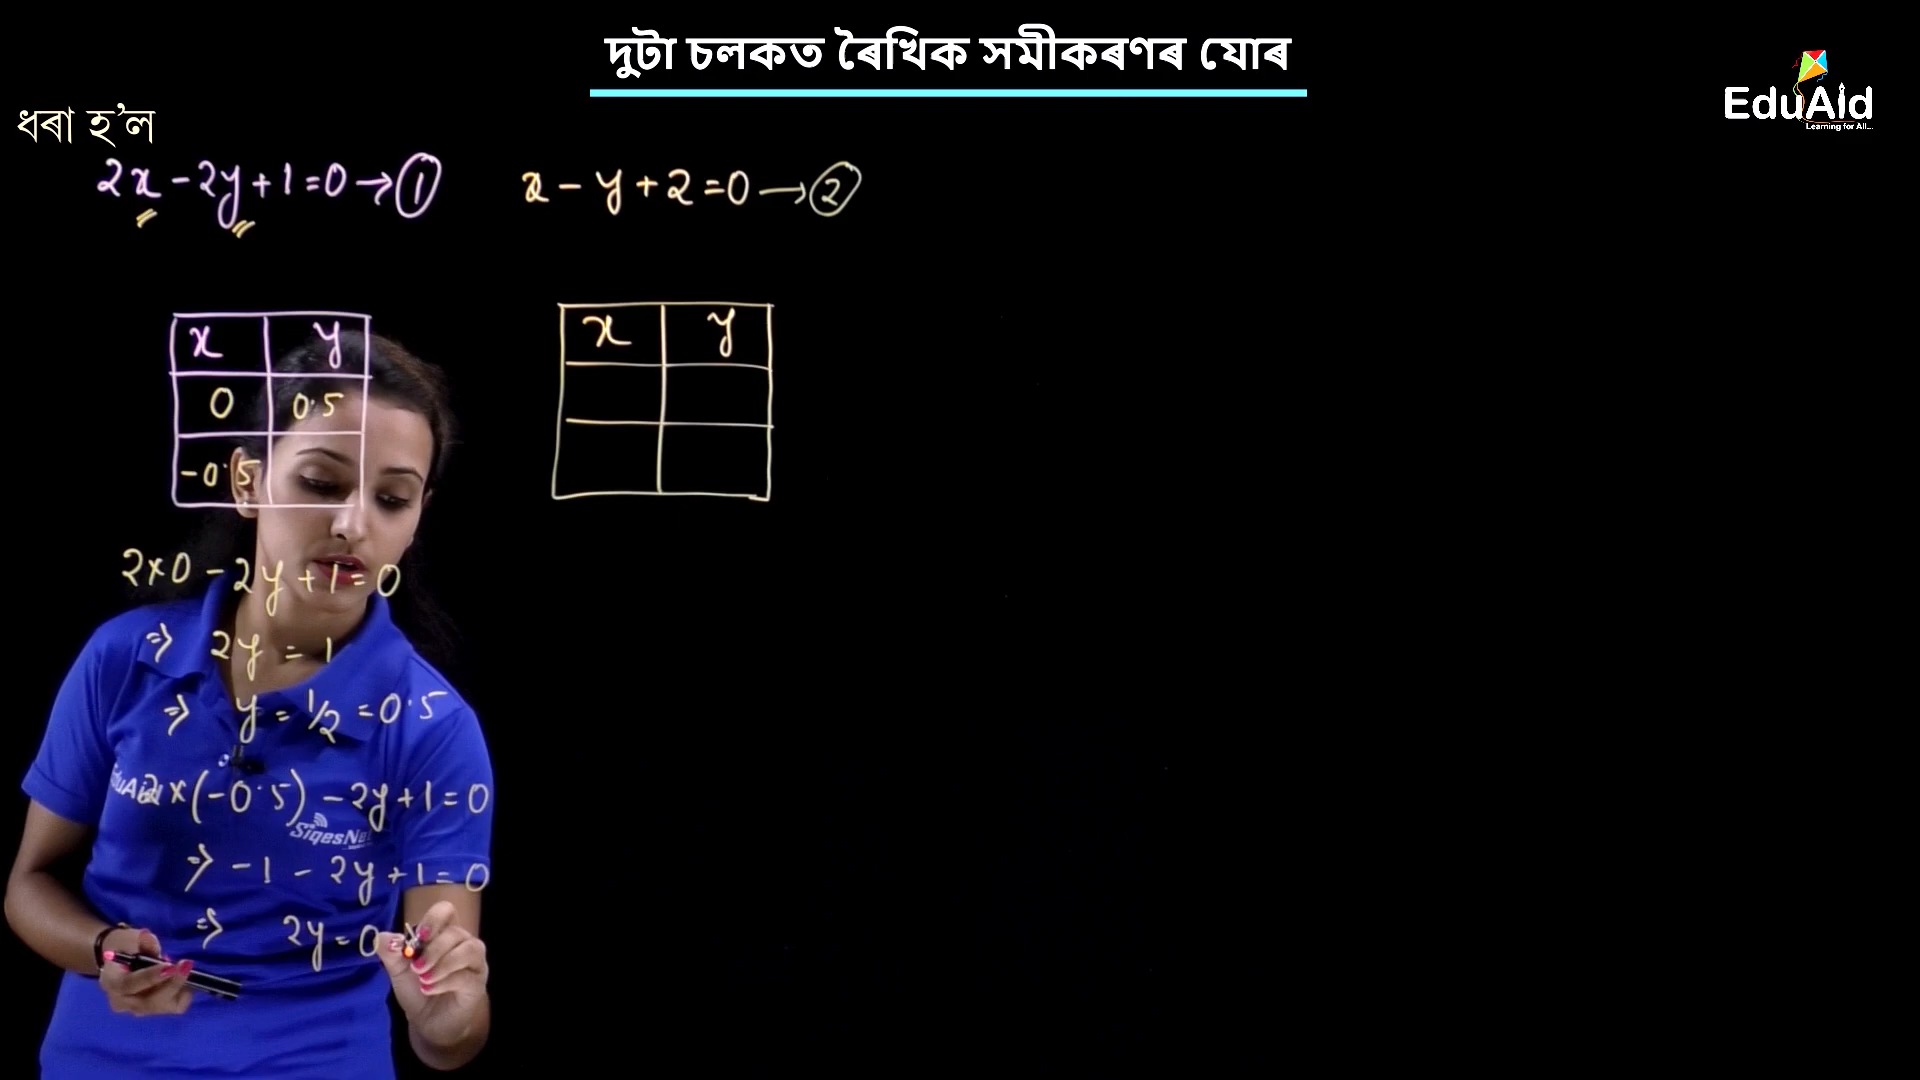 দুটা চলকত ৰৈখিক সমীকৰণৰ যোৰ
EduAid
Learning for All...
ধৰা হ'ল
2x - 2y + 1 = 0 → ① x - y + 2 = 0 → ②
x y
0 0.5
-0.5
x y
2×0 - 2y + 1 = 0
⇒ 2y = 1
⇒ y = 1/2 = 0.5
2×(-0.5) - 2y + 1 = 0
SiqesNet
⇒ -1 - 2y + 1 = 0
⇒ 2y = 0